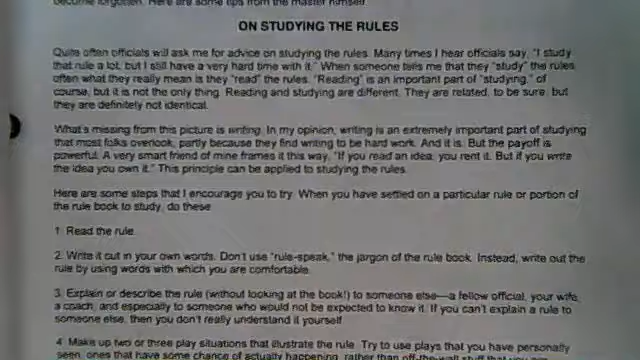 become forgotten. Here are some tips from the master himself.
ON STUDYING THE RULES
Quite often officials will ask me for advice on studying the rules. Many times I hear officials say, "I study
that rule a lot, but I still have a very hard time with it." When someone tells me that they "study" the rules
often what they really mean is they "read" the rules. "Reading" is an important part of "studying," of
course, but it is not the only thing. Reading and studying are different. They are related, to be sure, but
they are definitely not identical.
What's missing from this picture is writing. In my opinion, writing is an extremely important part of studying
that most folks overlook, partly because they find writing to be hard work. And it is. But the payoff is
powerful. A very smart friend of mine frames it this way, "If you read an idea, you rent it. But if you write
the idea you own it." This principle can be applied to studying the rules.
Here are some steps that I encourage you to try. When you have settled on a particular rule or portion of
the rule book to study, do these
1. Read the rule.
2. Write it out in your own words. Don't use "rule-speak," the jargon of the rule book. Instead, write out the
rule by using words with which you are comfortable.
3. Explain or describe the rule (without looking at the book!) to someone else—a fellow official, your wife,
a coach, and especially to someone who would not be expected to know it. If you can't explain a rule to
someone else, then you don't really understand it yourself.
4. Make up two or three play situations that illustrate the rule. Try to use plays that you have personally
seen, ones that have some chance of actually happening, rather than off-the-wall stuff that